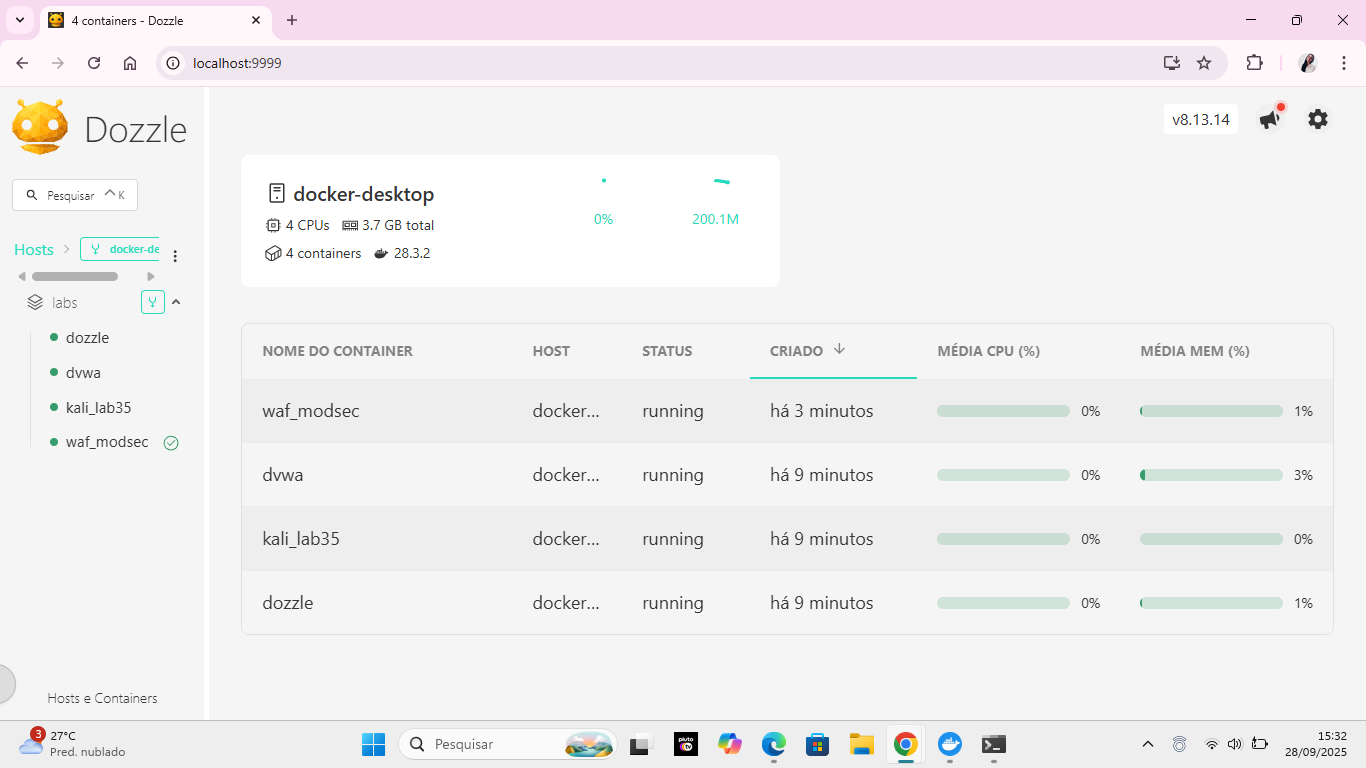 4 containers - Dozzle
localhost:9999
Dozzle
Pesquisar ^ K
Hosts
docker-de
labs
dozzle
dvwa
kali_lab35
waf_modsec
Hosts e Containers
v8.13.14
docker-desktop
4 CPUs 3.7 GB total
4 containers 28.3.2
0%
200.1M
NOME DO CONTAINER HOST STATUS CRIADO MÉDIA CPU (%) MÉDIA MEM (%)
waf_modsec docker... running há 3 minutos 0% 1%
dvwa docker... running há 9 minutos 0% 3%
kali_lab35 docker... running há 9 minutos 0% 0%
dozzle docker... running há 9 minutos 0% 1%
3
27°C
Pred. nublado
Pesquisar
pluto tv
15:32
28/09/2025